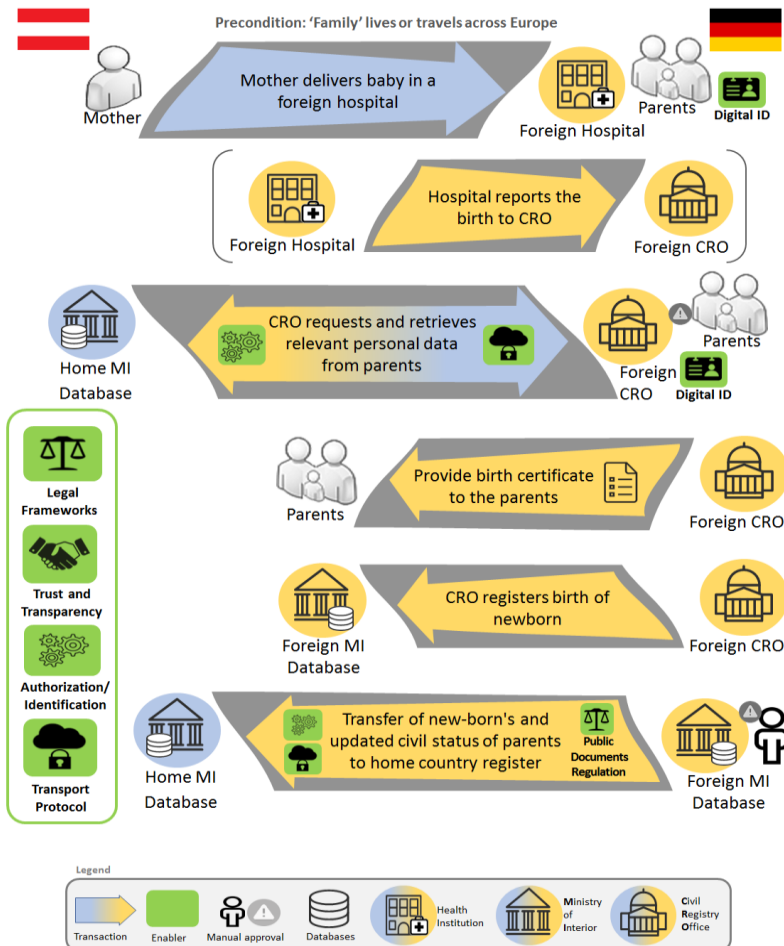 Precondition: ‘Family’ lives or travels across Europe
Mother delivers baby in a
foreign hospital
Mother
Foreign Hospital
Parents
Digital ID
Hospital reports the
birth to CRO
Foreign Hospital
Foreign CRO
CRO requests and retrieves
relevant personal data
from parents
Home MI
Database
Foreign
CRO
Parents
Digital ID
Legal
Frameworks
Trust and
Transparency
Authorization/
Identification
Transport
Protocol
Provide birth certificate
to the parents
Parents
Foreign CRO
CRO registers birth of
newborn
Foreign MI
Database
Foreign CRO
Transfer of new-born's and
updated civil status of parents
to home country register
Public
Documents
Regulation
Home MI
Database
Foreign MI
Database
Legend
Transaction
Enabler
Manual approval
Databases
Health
Institution
Ministry
of
Interior
Civil
Registry
Office